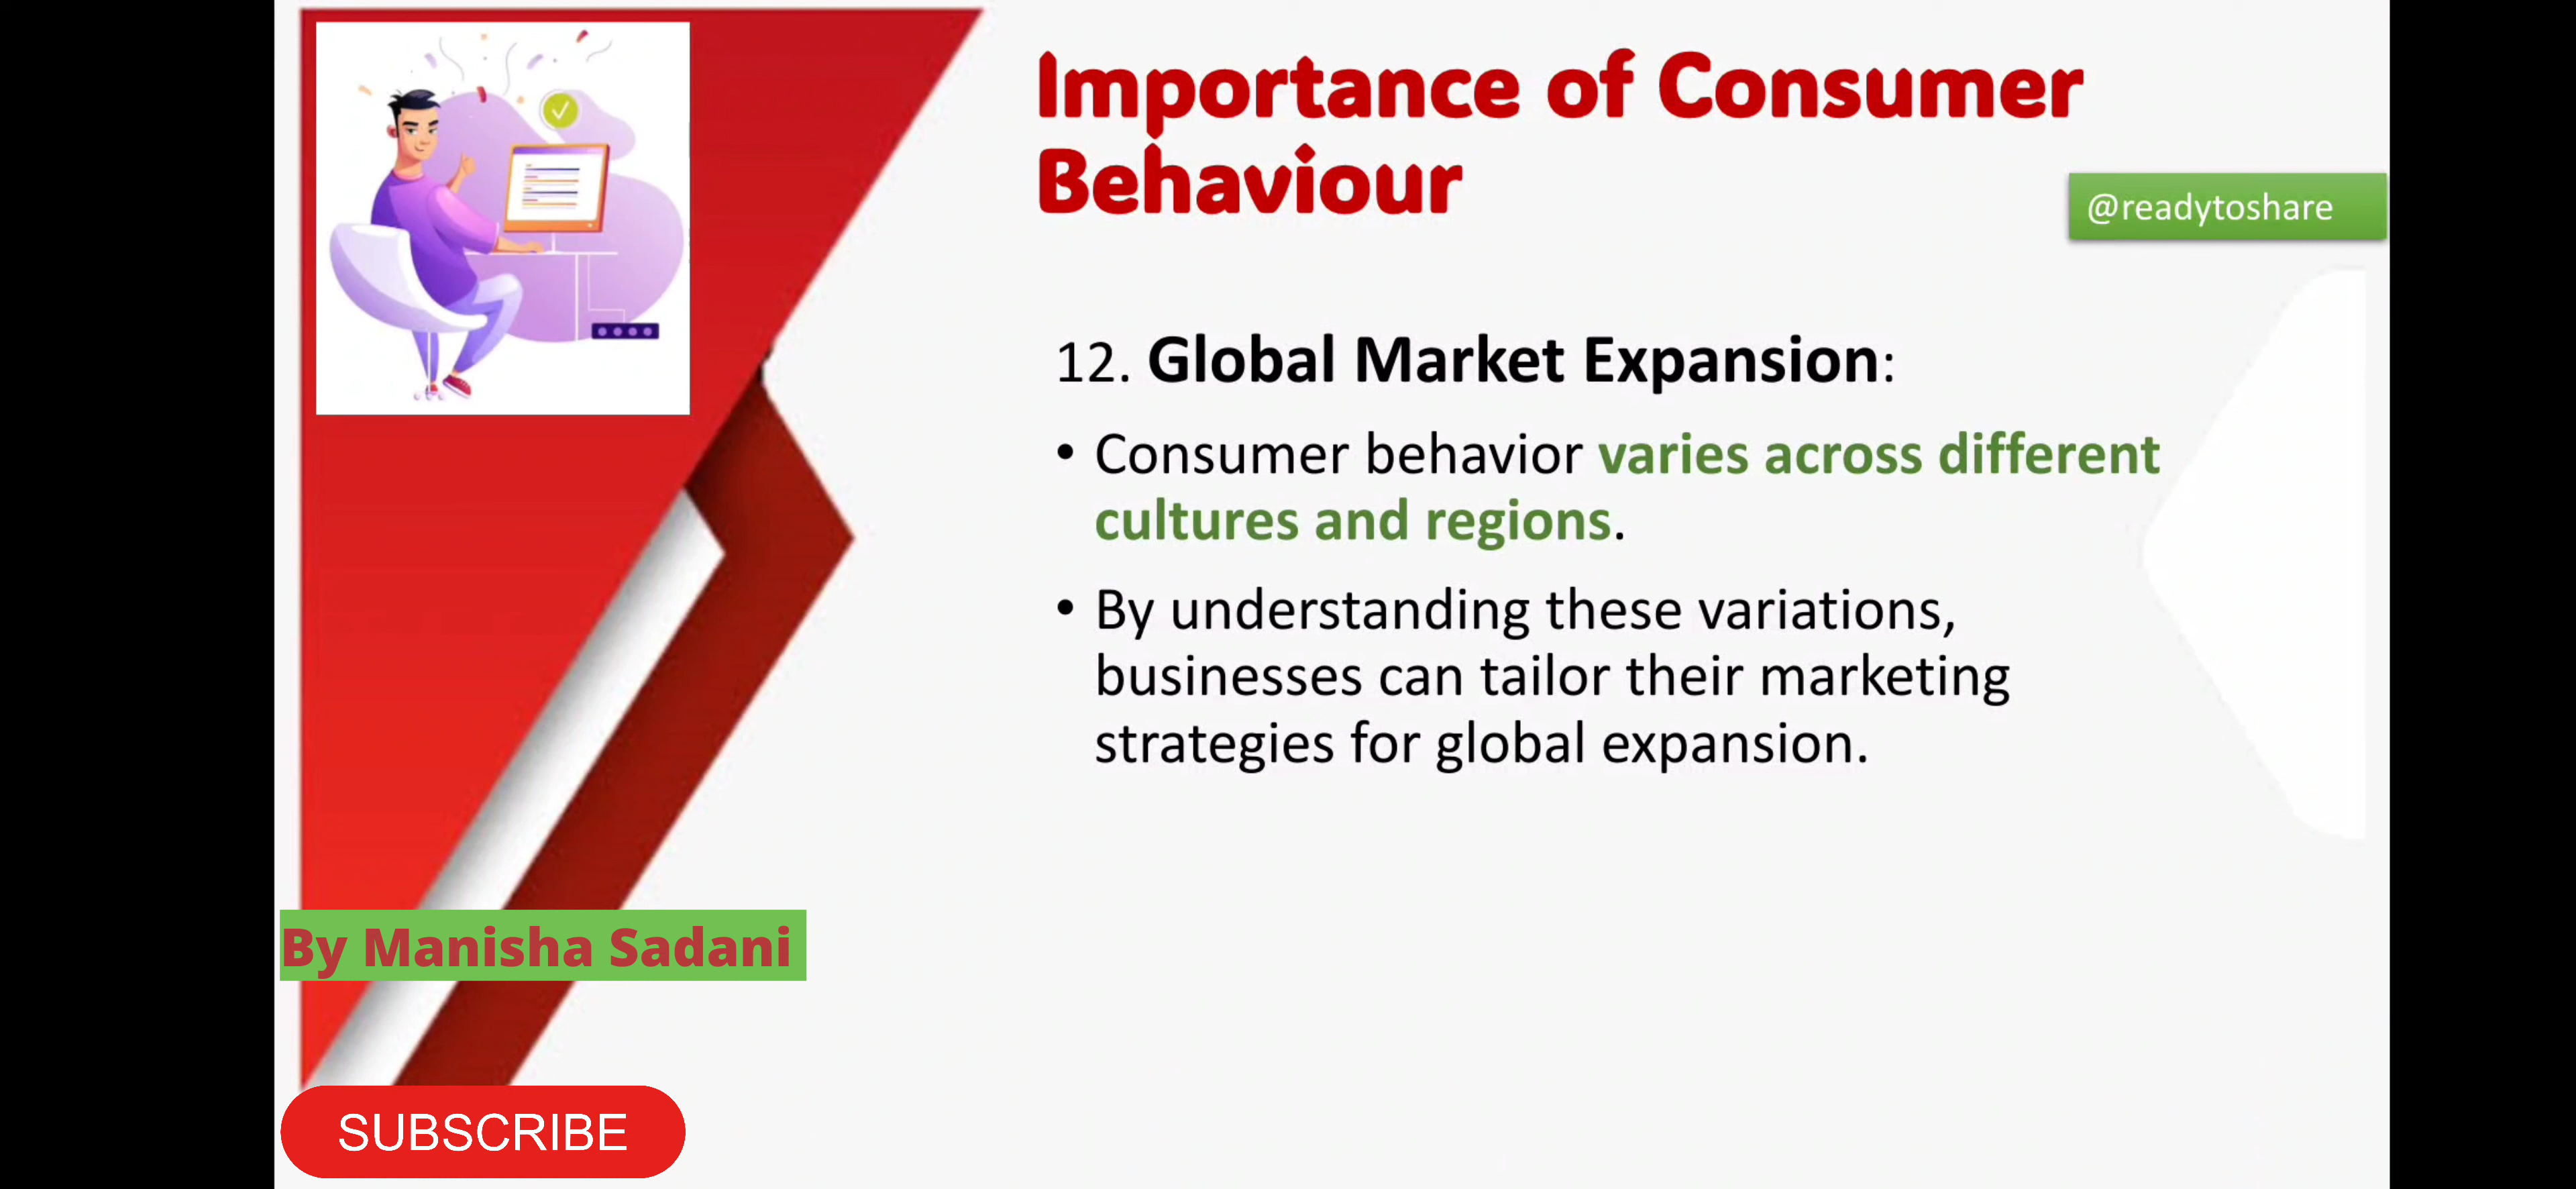 Importance of Consumer
Behaviour
@readytoshare
12. Global Market Expansion:
• Consumer behavior varies across different
cultures and regions.
• By understanding these variations,
businesses can tailor their marketing
strategies for global expansion.
By Manisha Sadani
SUBSCRIBE